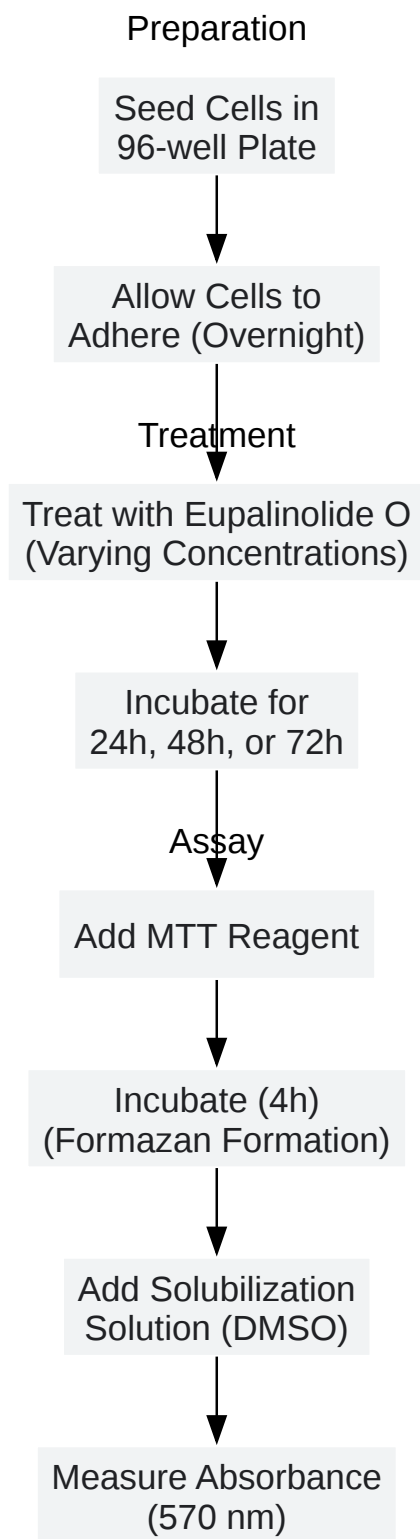 Preparation
Seed Cells in
96-well Plate
Allow Cells to
Adhere (Overnight)
Treatment
Treat with Eupalinolide O
(Varying Concentrations)
Incubate for
24h, 48h, or 72h
Assay
Add MTT Reagent
Incubate (4h)
(Formazan Formation)
Add Solubilization
Solution (DMSO)
Measure Absorbance
(570 nm)